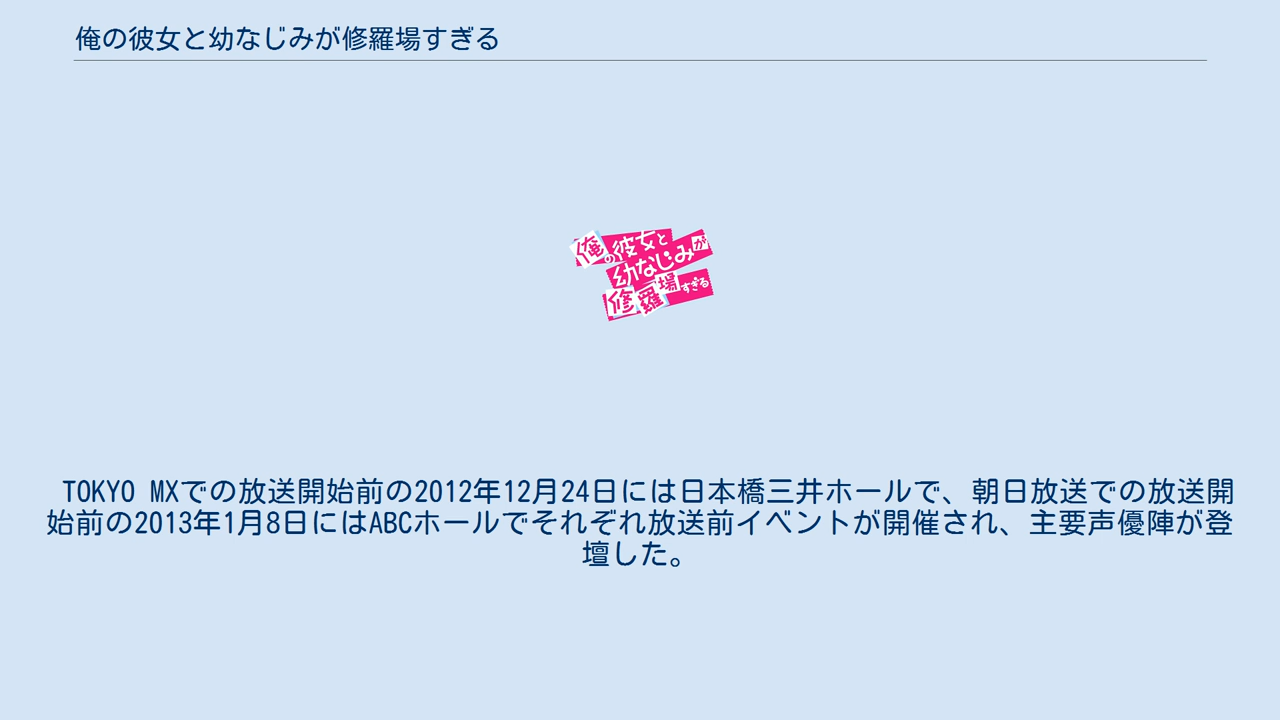 俺の彼女と幼なじみが修羅場すぎる
俺の彼女と
幼なじみが
修羅場すぎる
TOKYO MXでの放送開始前の2012年12月24日には日本橋三井ホールで、朝日放送での放送開
始前の2013年1月8日にはABCホールでそれぞれ放送前イベントが開催され、主要声優陣が登
壇した。